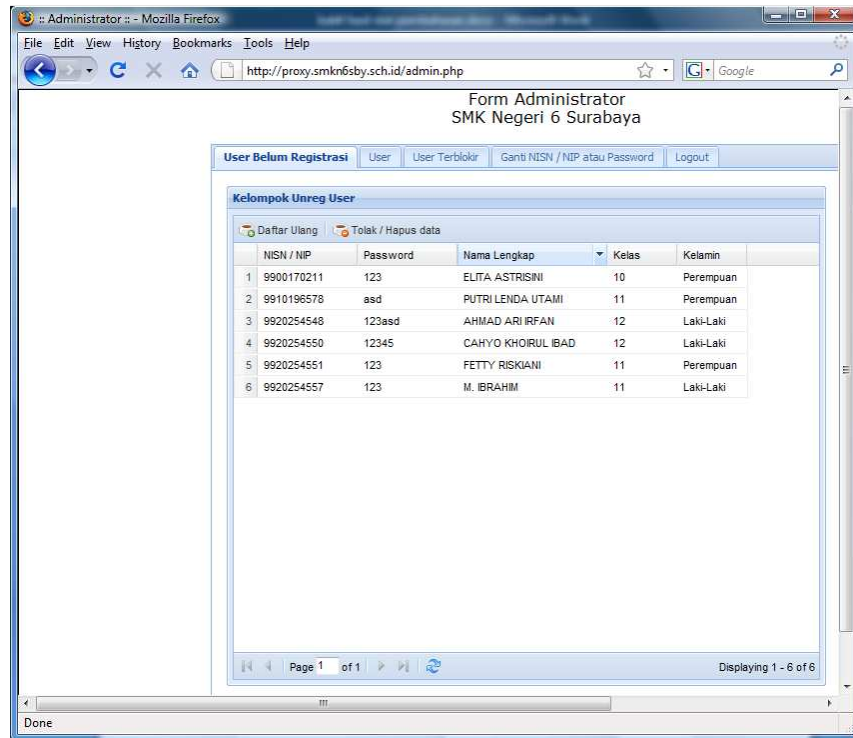 :: Administrator :: - Mozilla Firefox
File Edit View History Bookmarks Tools Help
http://proxy.smkn6sby.sch.id/admin.php
G Google
Form Administrator
SMK Negeri 6 Surabaya
User Belum Registrasi User User Terblokir Ganti NISN / NIP atau Password Logout
Kelompok Unreg User
Daftar Ulang Tolak / Hapus data
NISN / NIP Password Nama Lengkap Kelas Kelamin
1 9900170211 123 ELITA ASTRISINI 10 Perempuan
2 9910196578 asd PUTRI LENDA UTAMI 11 Perempuan
3 9920254548 123asd AHMAD ARI IRFAN 12 Laki-Laki
4 9920254550 12345 CAHYO KHOIRUL IBAD 12 Laki-Laki
5 9920254551 123 FETTY RISKIANI 11 Perempuan
6 9920254557 123 M. IBRAHIM 11 Laki-Laki
Page 1 of 1 Displaying 1 - 6 of 6
Done